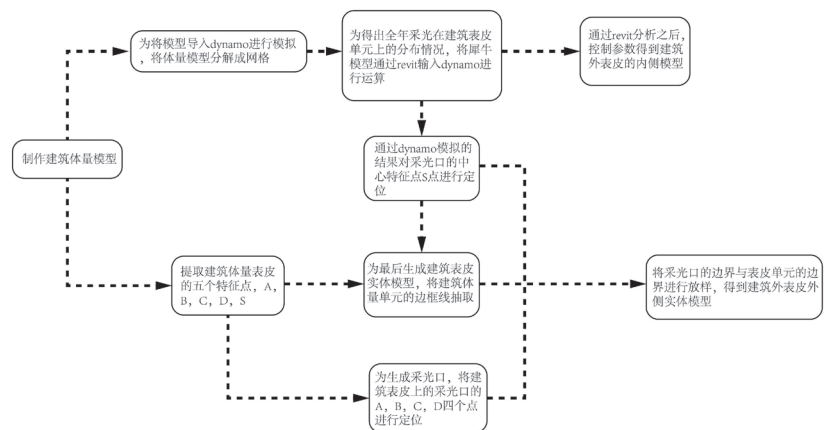 为将模型导入dynamo进行模拟
，将体量模型分解成网格
为得出全年采光在建筑表皮
单元上的分布情况，将犀牛
模型通过revit输入dynamo进
行运算
通过revit分析之后，
控制参数得到建筑
外表皮的内侧模型
制作建筑体量模型
通过dynamo模拟的
结果对采光口的中
心特征点S点进行定
位
提取建筑体量表皮
的五个特征点，A，
B，C，D，S
为最后生成建筑表皮
实体模型，将建筑体
量单元的边框线抽取
将采光口的边界与表皮单元的边
界进行放样，得到建筑外表皮外
侧实体模型
为生成采光口，将建
筑表皮上的采光口的
A，B，C，D四个点
进行定位